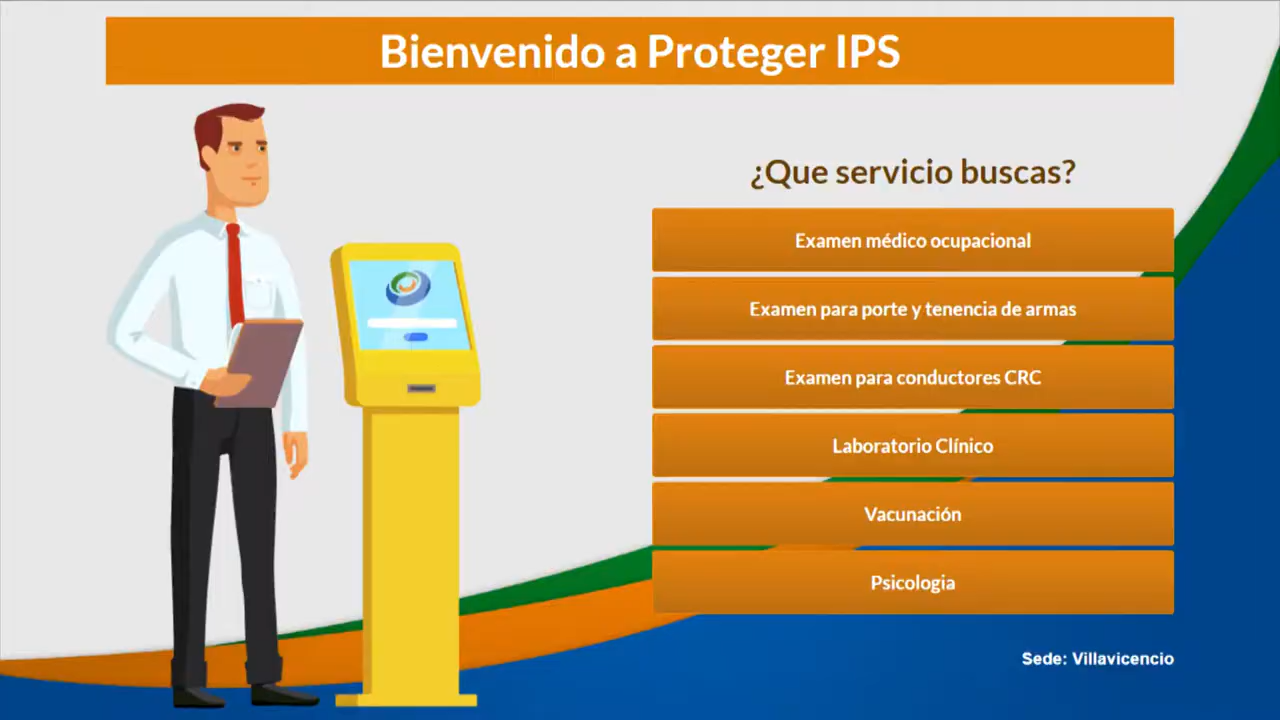 Bienvenido a Proteger IPS
¿Que servicio buscas?
Examen médico ocupacional
Examen para porte y tenencia de armas
Examen para conductores CRC
Laboratorio Clínico
Vacunación
Psicologia
Sede: Villavicencio